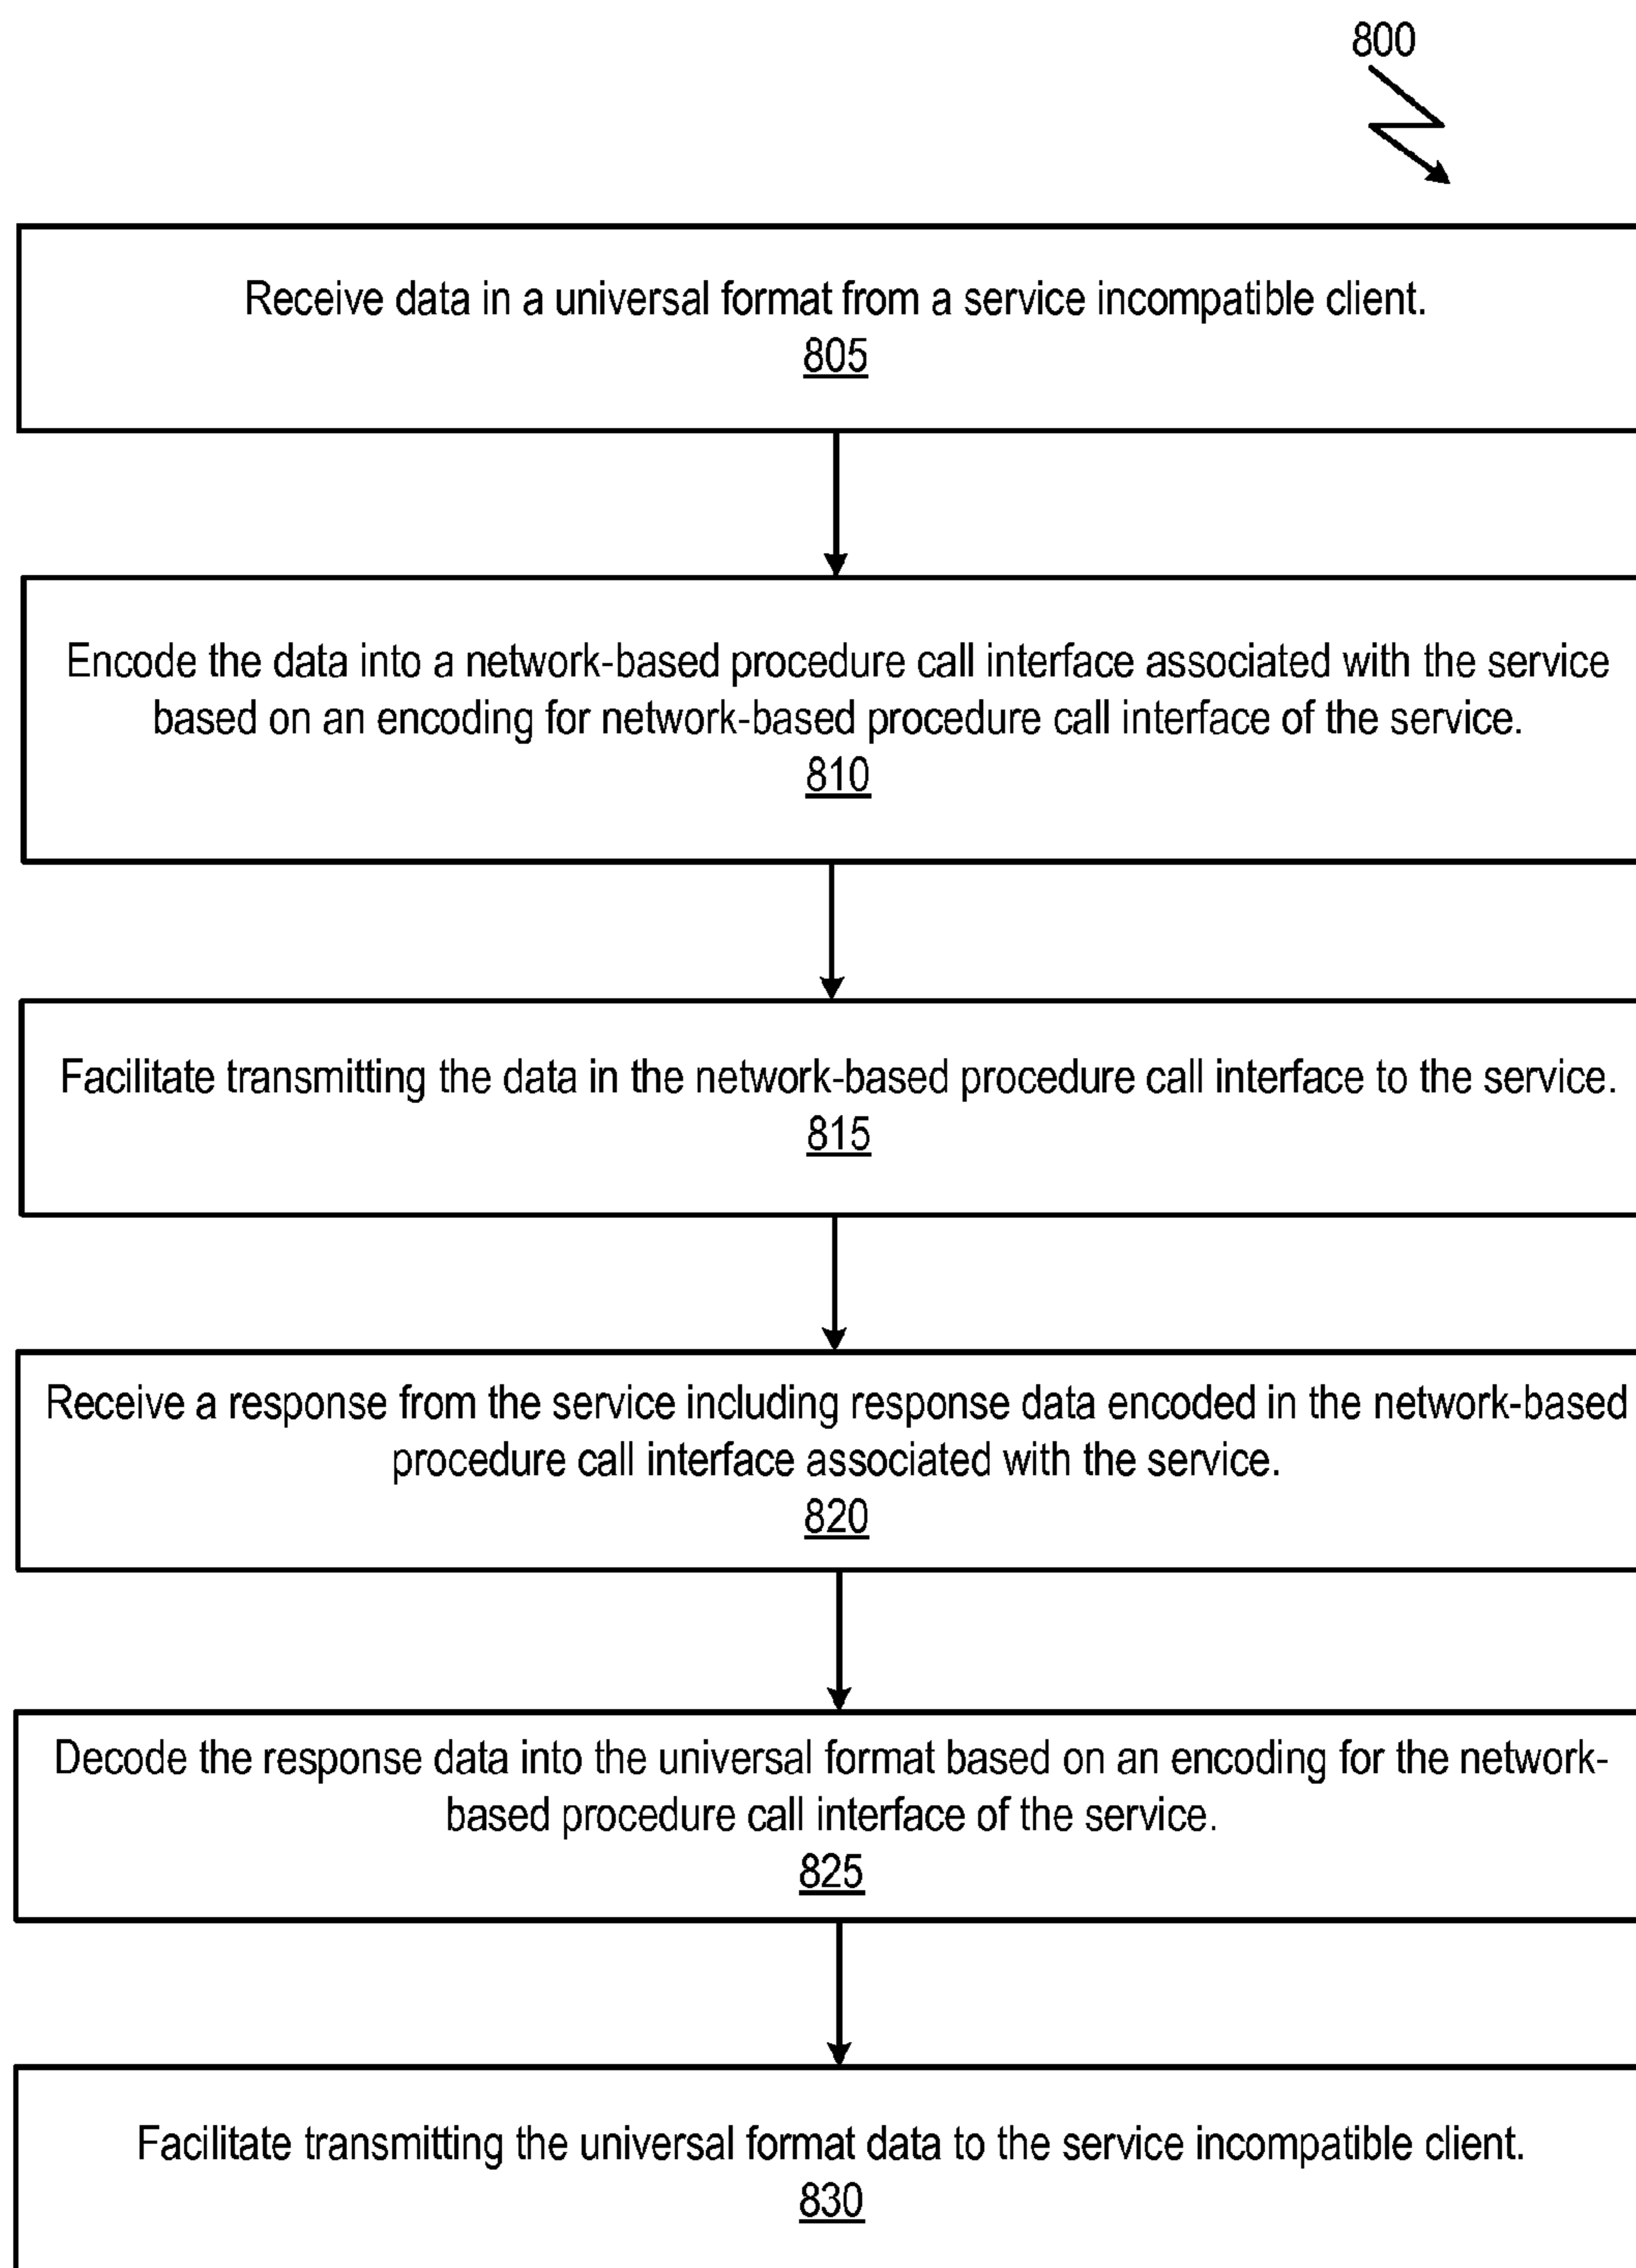 800
Receive data in a universal format from a service incompatible client.
805
Encode the data into a network-based procedure call interface associated with the service
based on an encoding for network-based procedure call interface of the service.
810
Facilitate transmitting the data in the network-based procedure call interface to the service.
815
Receive a response from the service including response data encoded in the network-based
procedure call interface associated with the service.
820
Decode the response data into the universal format based on an encoding for the network-
based procedure call interface of the service.
825
Facilitate transmitting the universal format data to the service incompatible client.
830